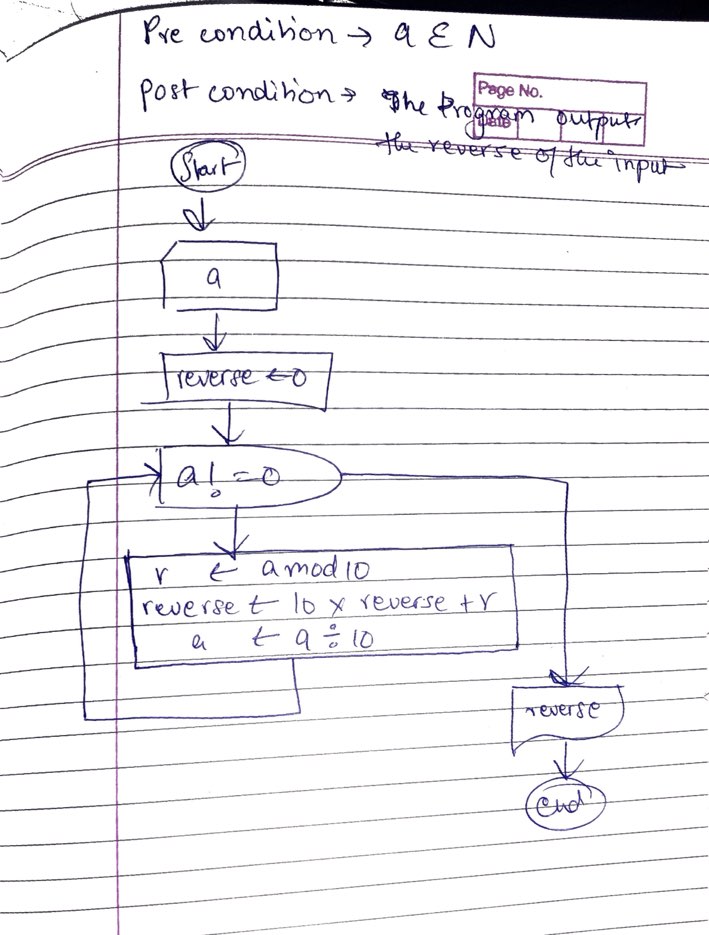 Pre condition → a ∈ N
Page No.
Post condition → The Program outputs
Date
the reverse of the input
Start
a
reverse ← 0
a != 0
r ← a mod 10
reverse ← 10 × reverse + r
a ← a ÷ 10
reverse
End